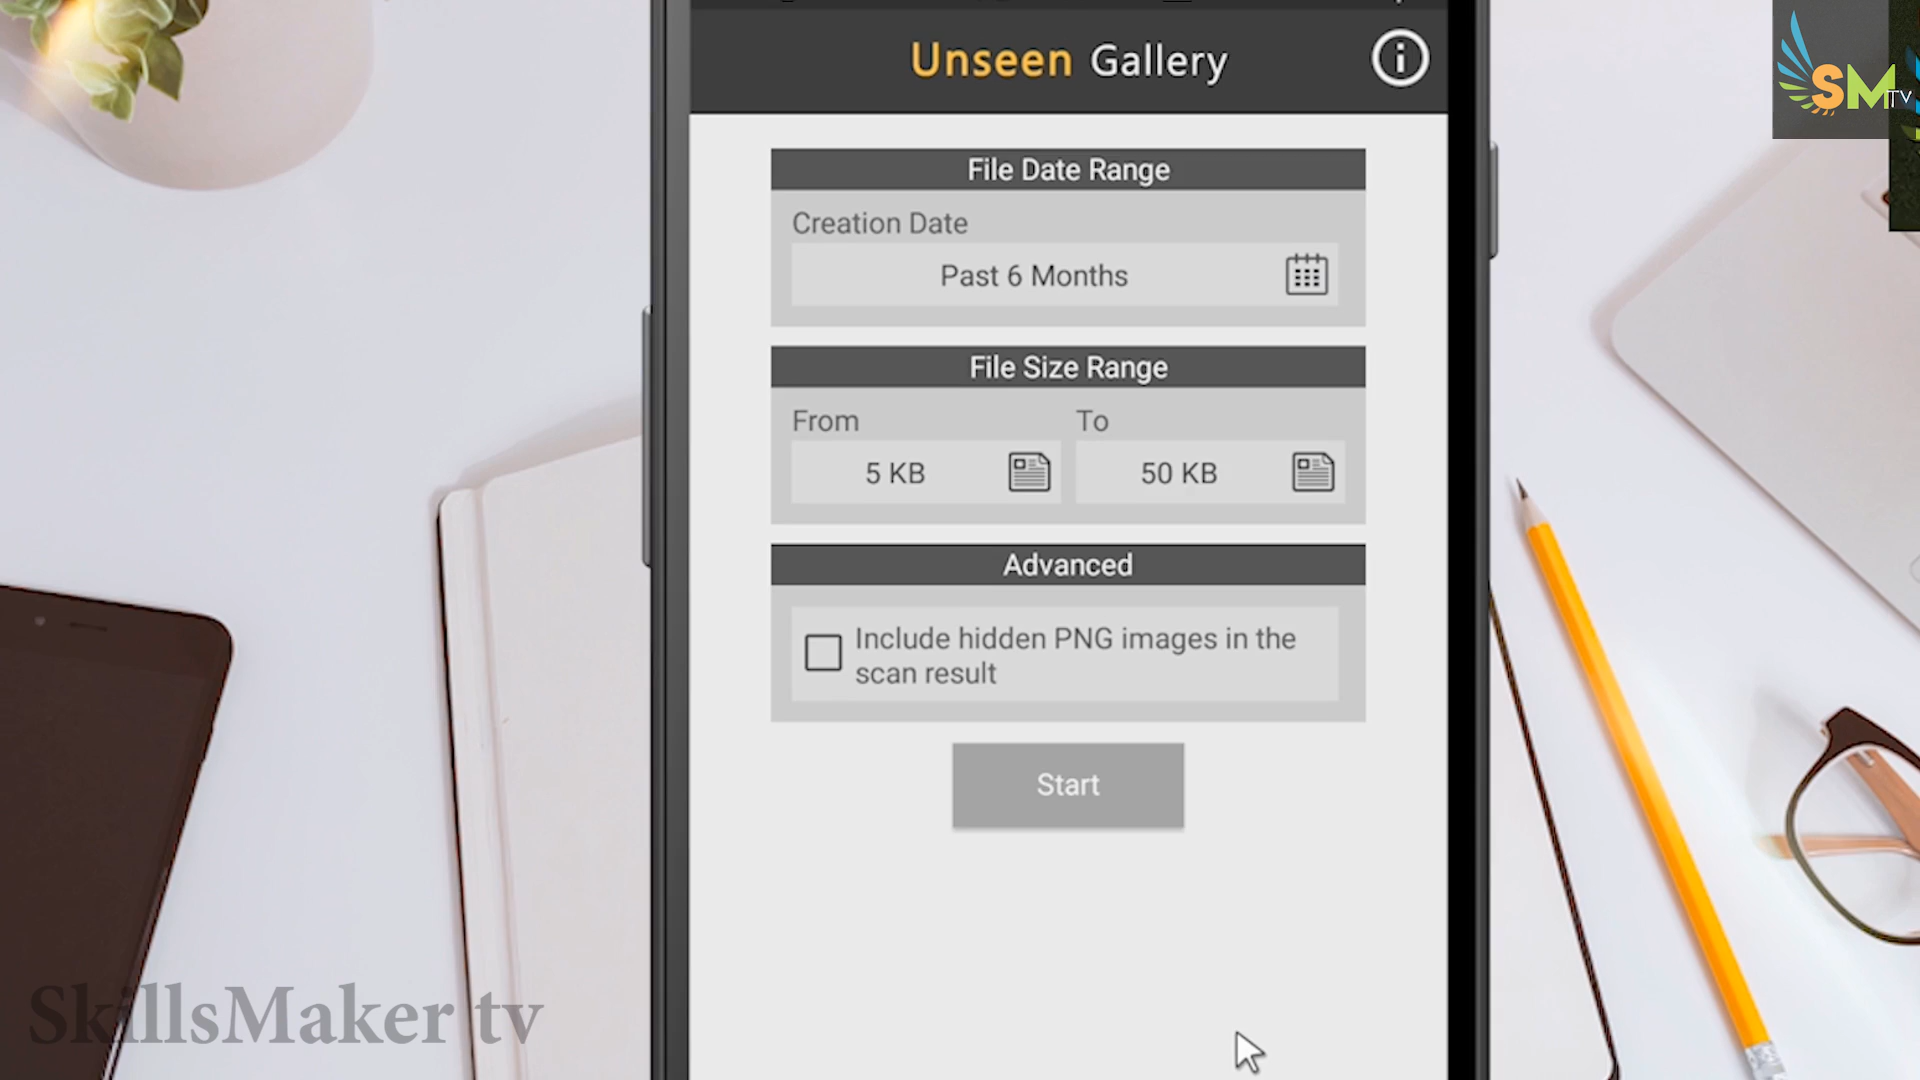 Unseen Gallery
SM TV
File Date Range
Creation Date
Past 6 Months
File Size Range
From To
5 KB 50 KB
Advanced
Include hidden PNG images in the
scan result
Start
SkillsMaker tv